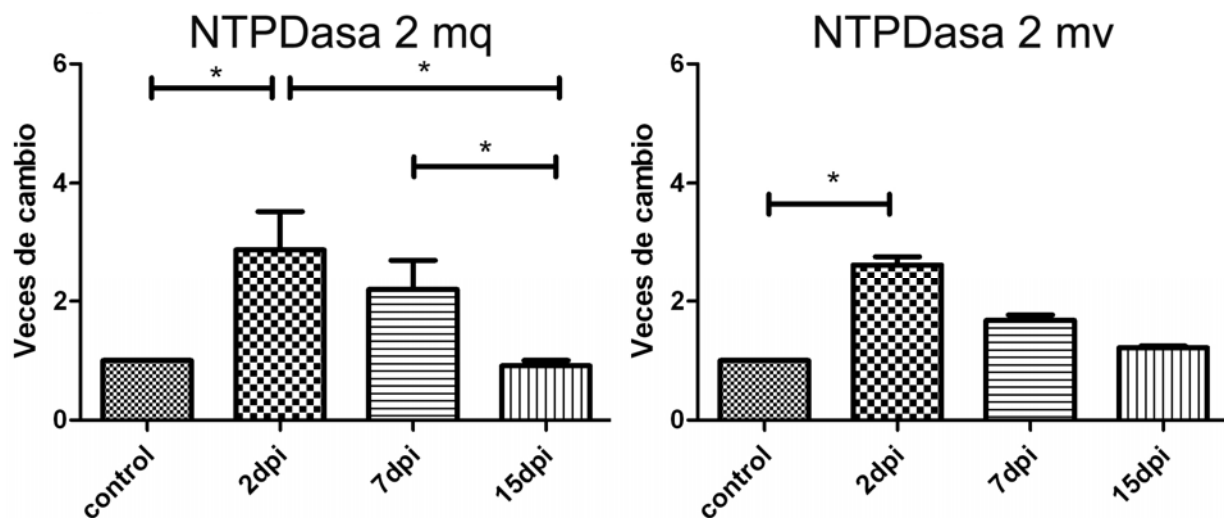 NTPDasa 2 mq
Veces de cambio
6
4
2
0
*
*
*
control
2dpi
7dpi
15dpi
NTPDasa 2 mv
Veces de cambio
6
4
2
0
*
control
2dpi
7dpi
15dpi